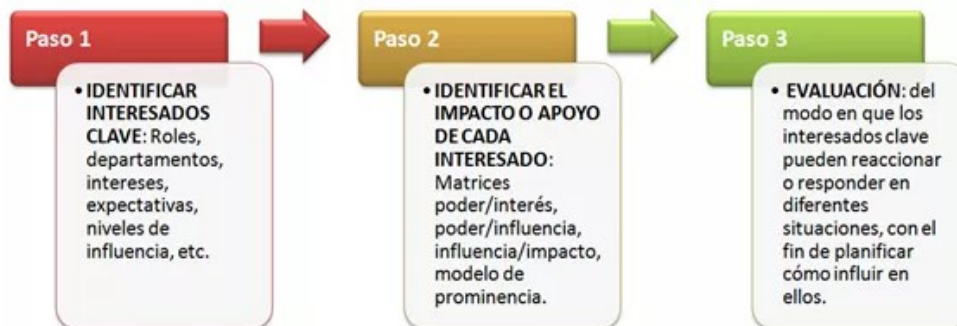 Paso 1
• IDENTIFICAR
INTERESADOS
CLAVE: Roles,
departamentos,
intereses,
expectativas,
niveles de
influencia, etc.
Paso 2
• IDENTIFICAR EL
IMPACTO O APOYO
DE CADA
INTERESADO:
Matrices
poder/interés,
poder/influencia,
influencia/impacto,
modelo de
prominencia.
Paso 3
• EVALUACIÓN: del
modo en que los
interesados clave
pueden reaccionar
o responder en
diferentes
situaciones, con el
fin de planificar
cómo influir en
ellos.